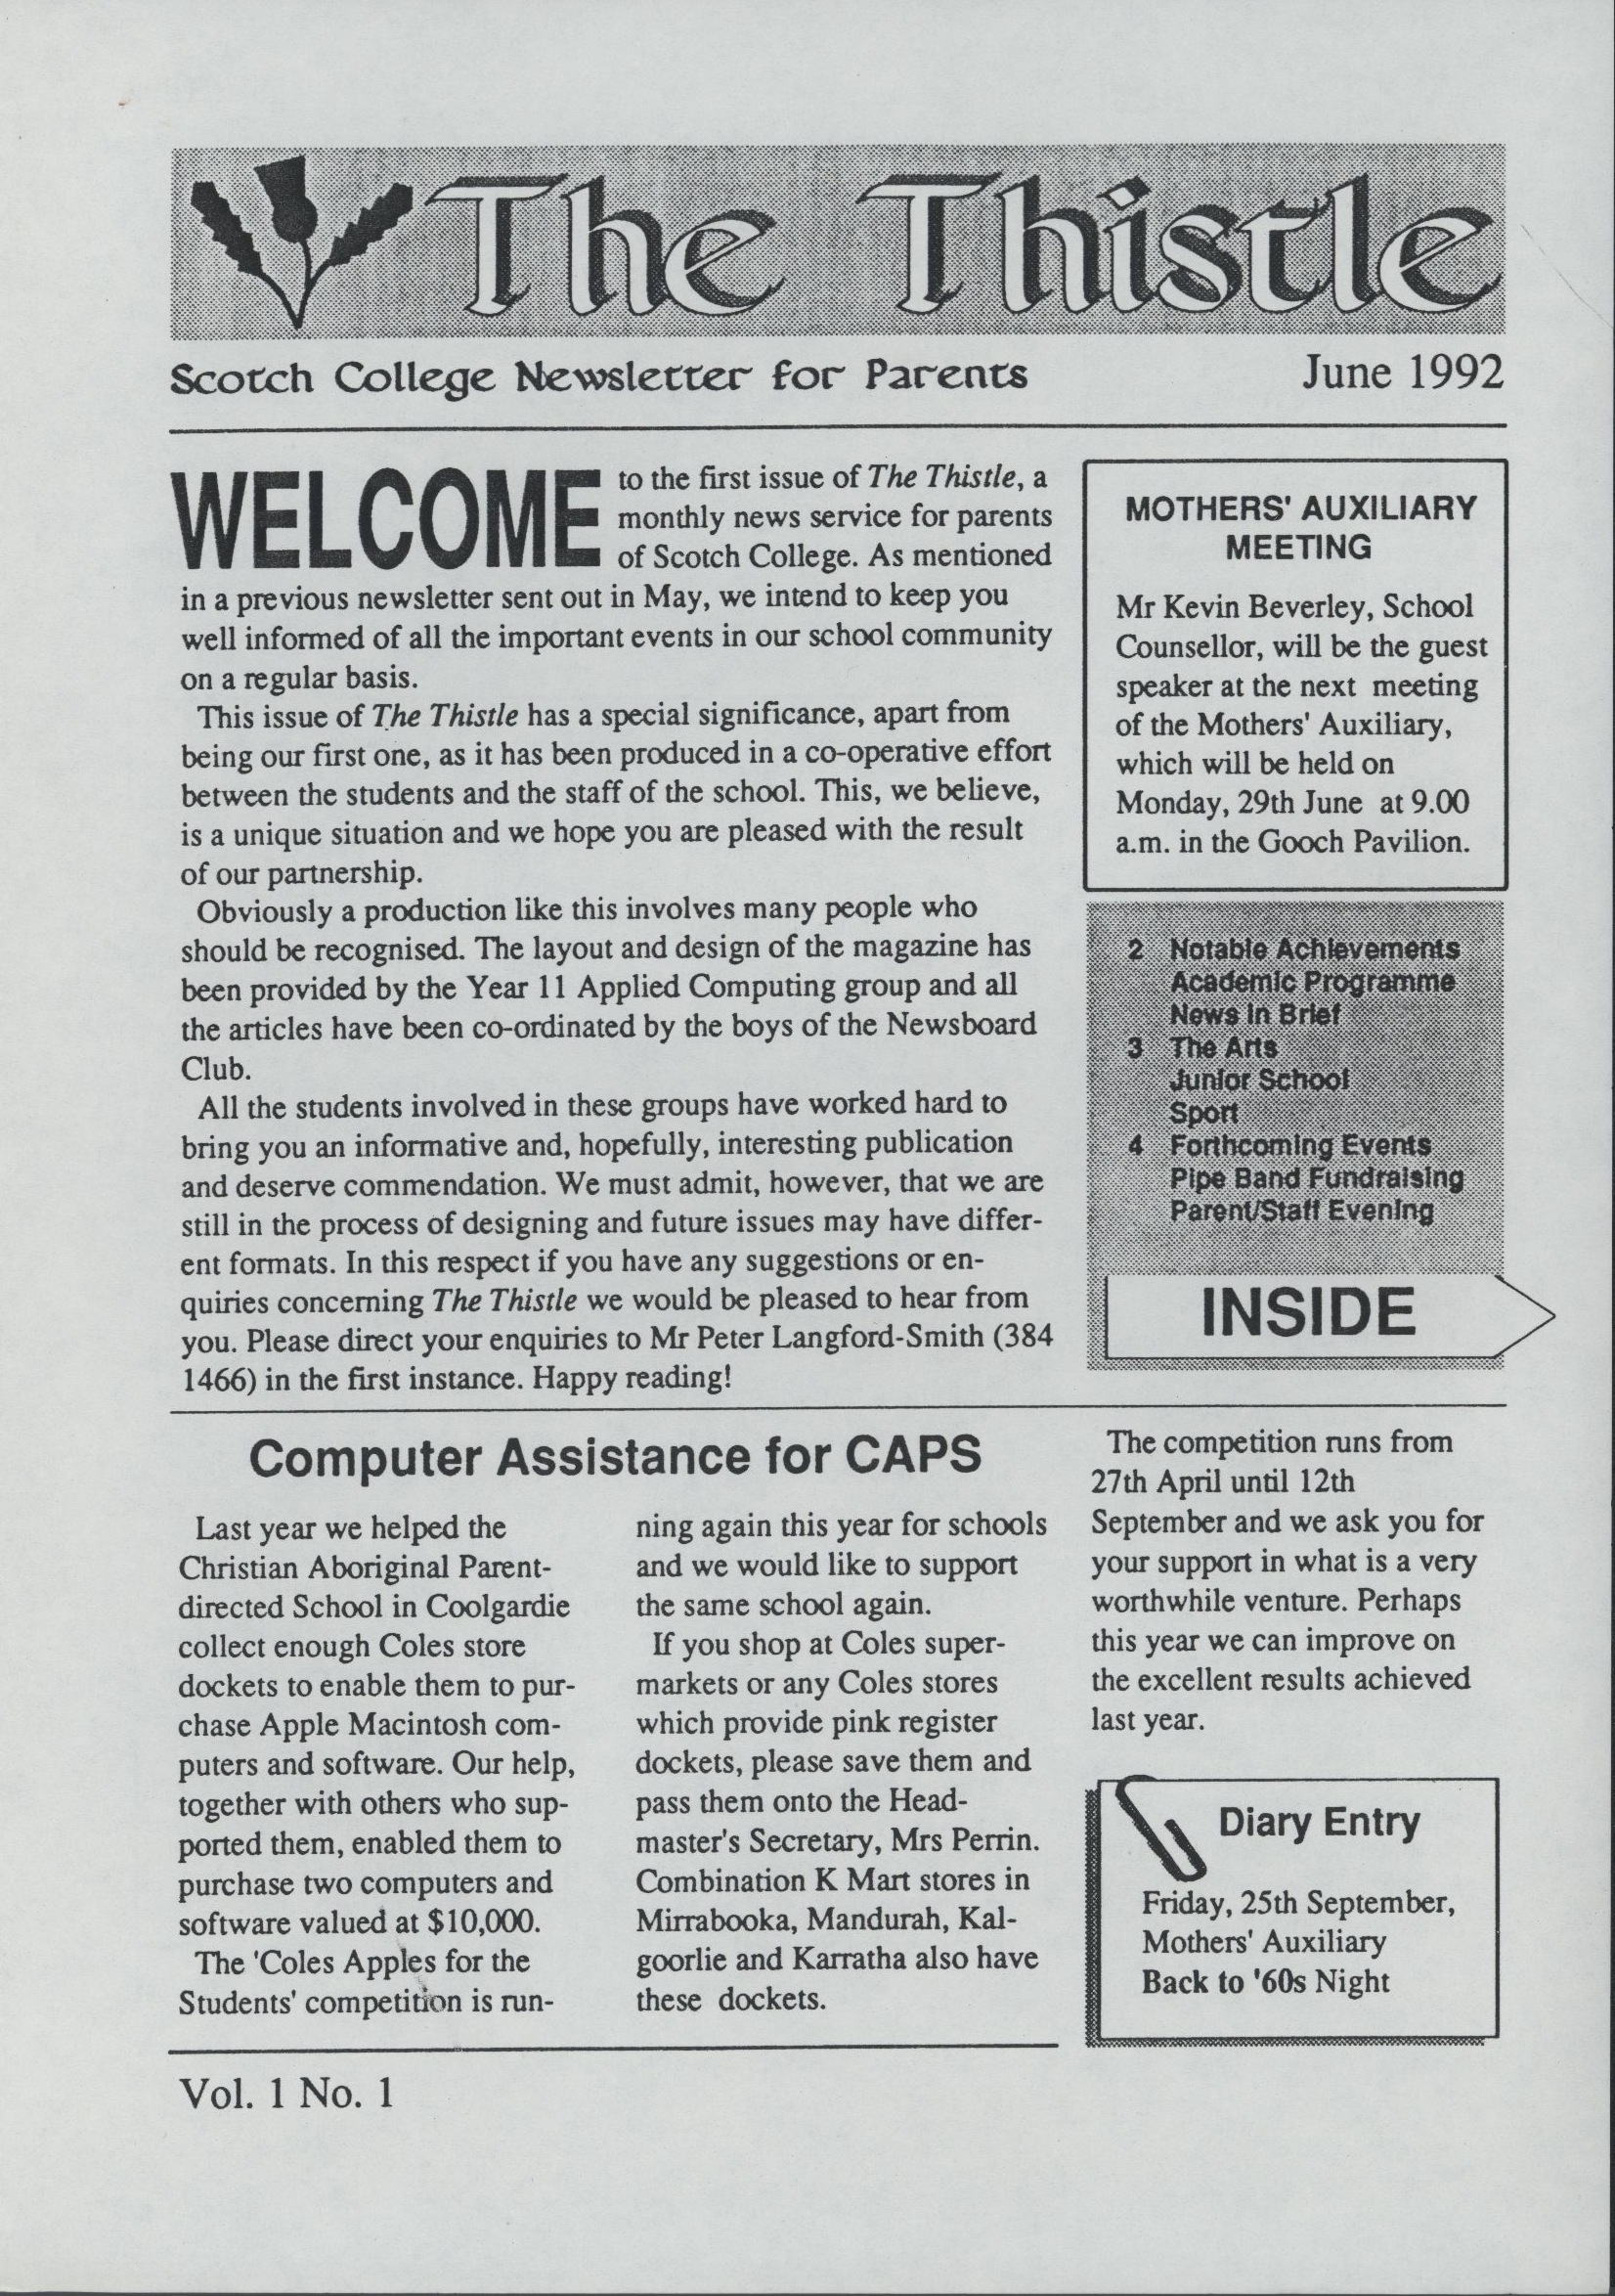 The Thistle
Scotch College Newsletter for Parents
June 1992
WELCOME to the first issue of The Thistle, a
monthly news service for parents
of Scotch College. As mentioned
in a previous newsletter sent out in May, we intend to keep you
well informed of all the important events in our school community
on a regular basis.
This issue of The Thistle has a special significance, apart from
being our first one, as it has been produced in a co-operative effort
between the students and the staff of the school. This, we believe,
is a unique situation and we hope you are pleased with the result
of our partnership.
Obviously a production like this involves many people who
should be recognised. The layout and design of the magazine has
been provided by the Year 11 Applied Computing group and all
the articles have been co-ordinated by the boys of the Newsboard
Club.
All the students involved in these groups have worked hard to
bring you an informative and, hopefully, interesting publication
and deserve commendation. We must admit, however, that we are
still in the process of designing and future issues may have differ-
ent formats. In this respect if you have any suggestions or en-
quiries concerning The Thistle we would be pleased to hear from
you. Please direct your enquiries to Mr Peter Langford-Smith (384
1466) in the first instance. Happy reading!
MOTHERS' AUXILIARY
MEETING
Mr Kevin Beverley, School
Counsellor, will be the guest
speaker at the next meeting
of the Mothers' Auxiliary,
which will be held on
Monday, 29th June at 9.00
a.m. in the Gooch Pavilion.
2 Notable Achievements
Academic Programme
News in Brief
3 The Arts
Junior School
Sport
4 Forthcoming Events
Pipe Band Fundraising
Parent/Staff Evening
INSIDE
Computer Assistance for CAPS
Last year we helped the
Christian Aboriginal Parent-
directed School in Coolgardie
collect enough Coles store
dockets to enable them to pur-
chase Apple Macintosh com-
puters and software. Our help,
together with others who sup-
ported them, enabled them to
purchase two computers and
software valued at $10,000.
The 'Coles Apples for the
Students' competition is run-
ning again this year for schools
and we would like to support
the same school again.
If you shop at Coles super-
markets or any Coles stores
which provide pink register
dockets, please save them and
pass them onto the Head-
master's Secretary, Mrs Perrin.
Combination K Mart stores in
Mirrabooka, Mandurah, Kal-
goorlie and Karratha also have
these dockets.
The competition runs from
27th April until 12th
September and we ask you for
your support in what is a very
worthwhile venture. Perhaps
this year we can improve on
the excellent results achieved
last year.
Diary Entry
Friday, 25th September,
Mothers' Auxiliary
Back to '60s Night
Vol. 1 No. 1